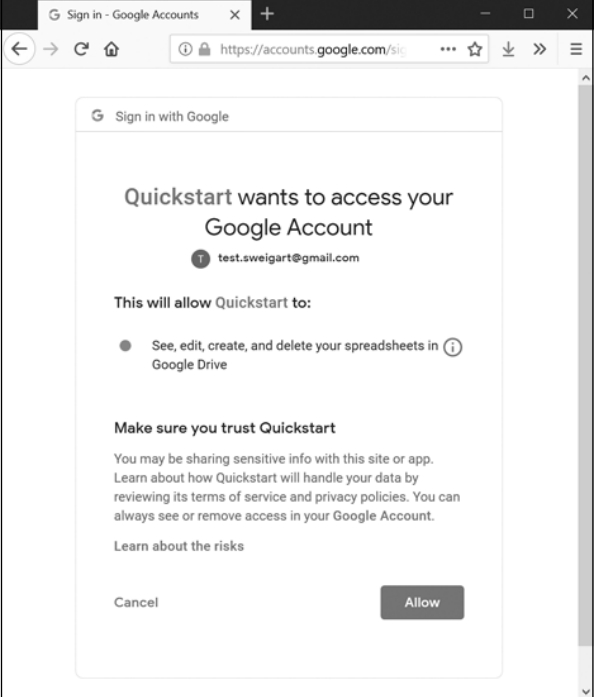 Sign in - Google Accounts
https://accounts.google.com/sig
Sign in with Google
Quickstart wants to access your
Google Account
T test.sweigart@gmail.com
This will allow Quickstart to:
See, edit, create, and delete your spreadsheets in
Google Drive
Make sure you trust Quickstart
You may be sharing sensitive info with this site or app.
Learn about how Quickstart will handle your data by
reviewing its terms of service and privacy policies. You can
always see or remove access in your Google Account.
Learn about the risks
Cancel Allow